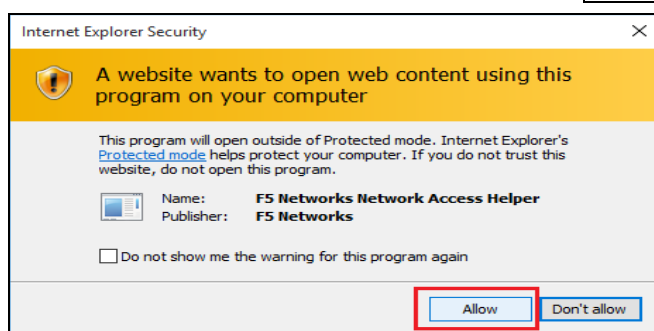 Internet Explorer Security
A website wants to open web content using this
program on your computer
This program will open outside of Protected mode. Internet Explorer's
Protected mode helps protect your computer. If you do not trust this
website, do not open this program.
Name: F5 Networks Network Access Helper
Publisher: F5 Networks
Do not show me the warning for this program again
Allow Don't allow